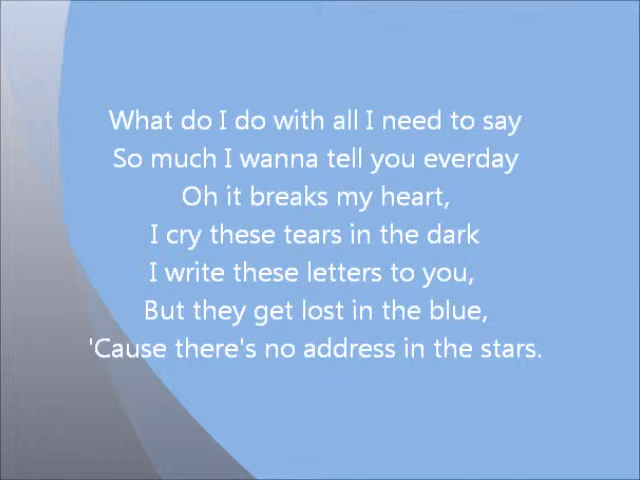 What do I do with all I need to say
So much I wanna tell you everday
Oh it breaks my heart,
I cry these tears in the dark
I write these letters to you,
But they get lost in the blue,
'Cause there's no address in the stars.